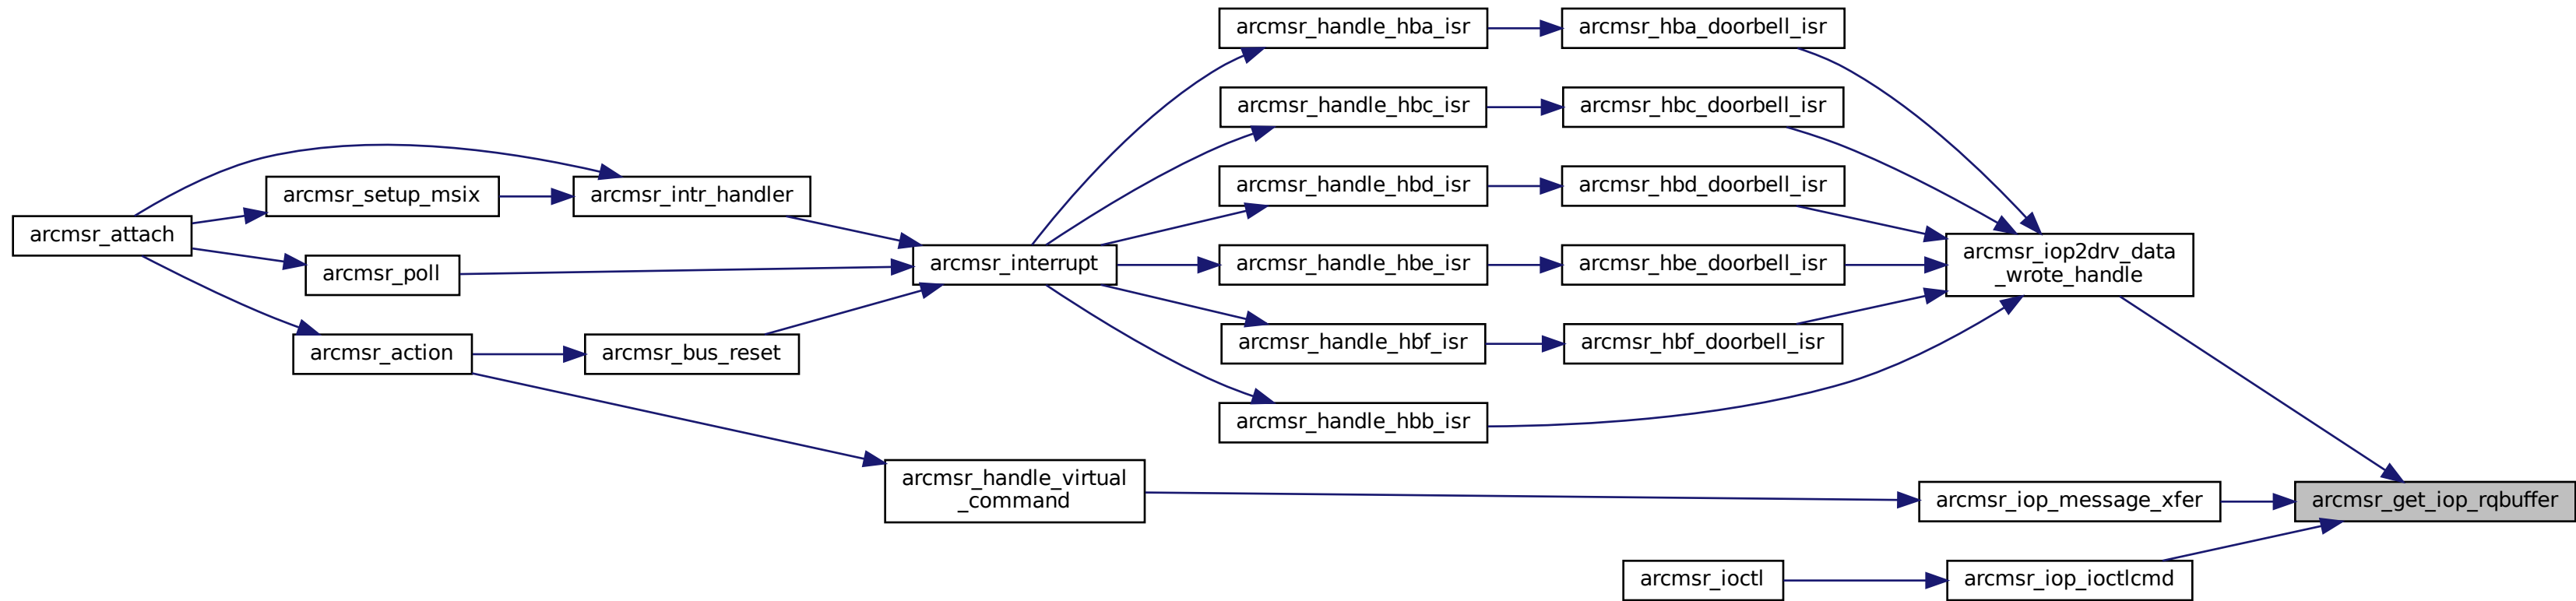 arcmsr_handle_hba_isr
arcmsr_hba_doorbell_isr
arcmsr_handle_hbc_isr
arcmsr_hbc_doorbell_isr
arcmsr_setup_msix
arcmsr_intr_handler
arcmsr_handle_hbd_isr
arcmsr_hbd_doorbell_isr
arcmsr_attach
arcmsr_poll
arcmsr_interrupt
arcmsr_handle_hbe_isr
arcmsr_hbe_doorbell_isr
arcmsr_iop2drv_data
_wrote_handle
arcmsr_action
arcmsr_bus_reset
arcmsr_handle_hbf_isr
arcmsr_hbf_doorbell_isr
arcmsr_handle_hbb_isr
arcmsr_handle_virtual
_command
arcmsr_iop_message_xfer
arcmsr_get_iop_rqbuffer
arcmsr_ioctl
arcmsr_iop_ioctlcmd